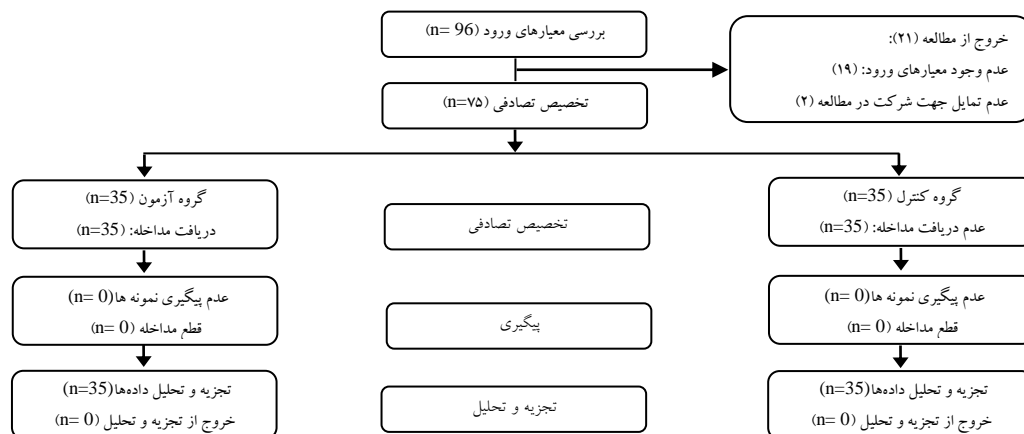 بررسی معیارهای ورود (n= 96)
خروج از مطالعه (۲۱):
عدم وجود معیارهای ورود: (۱۹)
عدم تمایل جهت شرکت در مطالعه (۲)
تخصیص تصادفی (n=۷۵)
گروه کنترل (n=35)
عدم دریافت مداخله: (n=35)
تخصیص تصادفی
گروه آزمون (n=35)
دریافت مداخله: (n=35)
عدم پیگیری نمونه ها (n= 0)
قطع مداخله (n= 0)
پیگیری
عدم پیگیری نمونه ها (n= 0)
قطع مداخله (n= 0)
تجزیه و تحلیل داده‌ها (n=35)
خروج از تجزیه و تحلیل (n= 0)
تجزیه و تحلیل
تجزیه و تحلیل داده‌ها (n=35)
خروج از تجزیه و تحلیل (n= 0)